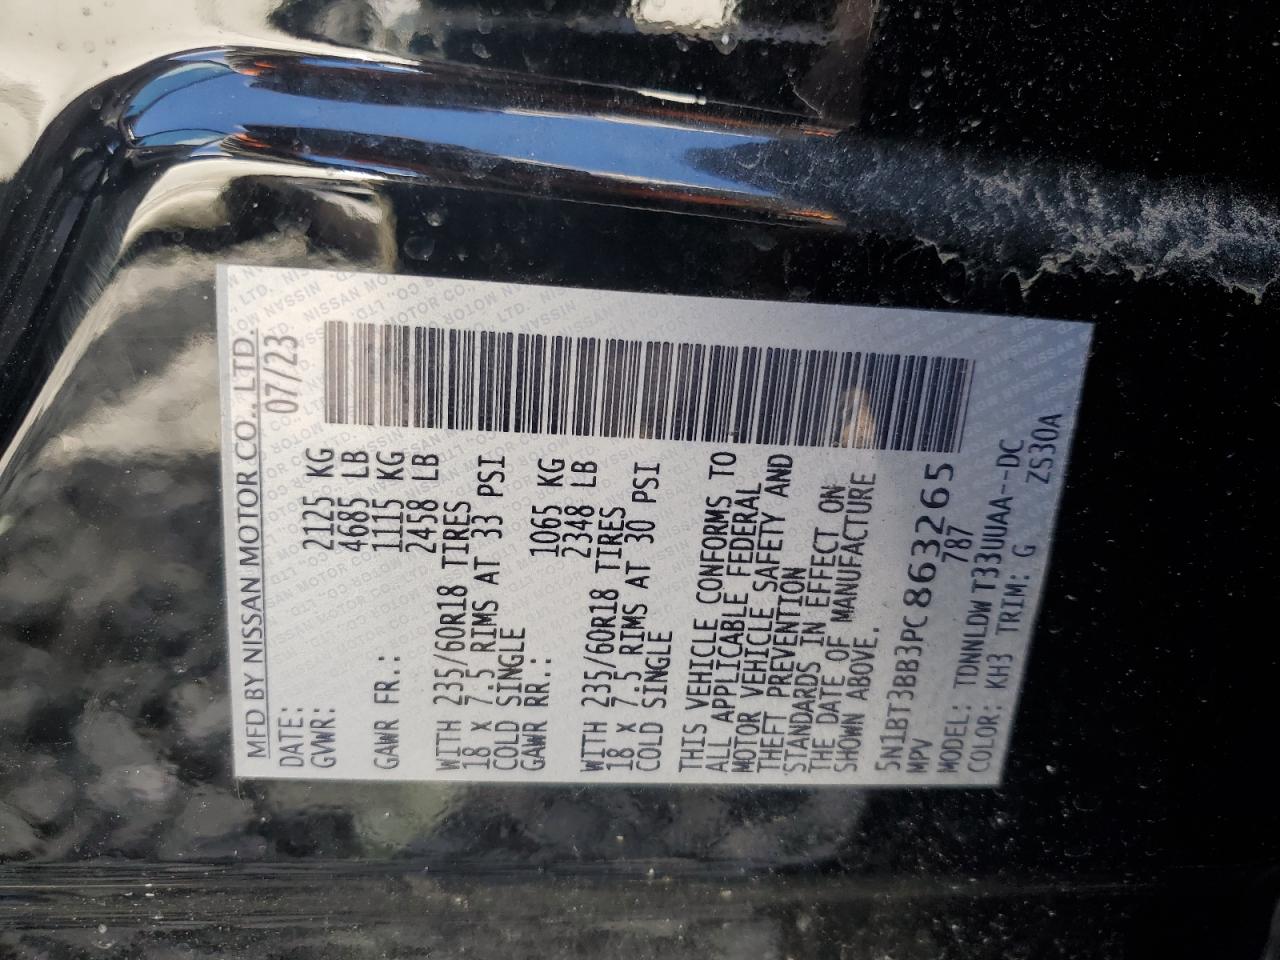 MFD BY NISSAN MOTOR CO., LTD.
DATE: 07/23
GVWR: 2125 KG
4685 LB
GAWR FR.: 1115 KG
2458 LB
WITH 235/60R18 TIRES
18 X 7.5 RIMS AT 33 PSI
COLD SINGLE
GAWR RR.: 1065 KG
2348 LB
WITH 235/60R18 TIRES
18 X 7.5 RIMS AT 30 PSI
COLD SINGLE
THIS VEHICLE CONFORMS TO
ALL APPLICABLE FEDERAL
MOTOR VEHICLE SAFETY AND
THEFT PREVENTION
STANDARDS IN EFFECT ON
THE DATE OF MANUFACTURE
SHOWN ABOVE.
5N1BT3BB3PC863265
MPV 787
MODEL: TDNNLDW T33UUAA--DC
COLOR: KH3 TRIM: G ZS30A